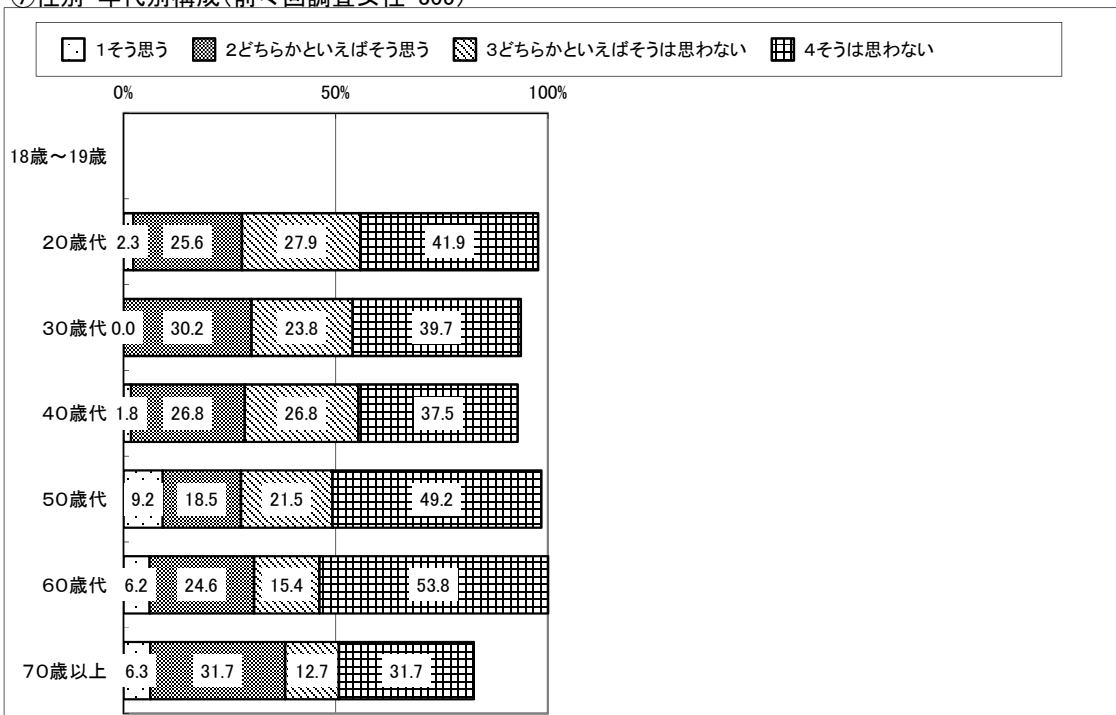 1そう思う 2どちらかといえばそう思う 3どちらかといえばそうは思わない 4そうは思わない
0% 50% 100%
18歳～19歳
20歳代 2.3 25.6 27.9 41.9
30歳代 0.0 30.2 23.8 39.7
40歳代 1.8 26.8 26.8 37.5
50歳代 9.2 18.5 21.5 49.2
60歳代 6.2 24.6 15.4 53.8
70歳以上 6.3 31.7 12.7 31.7